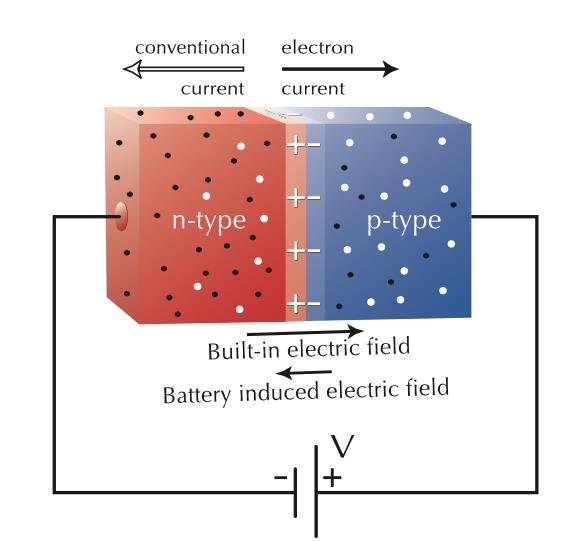 conventional
current
electron
current
+−
n-type
+−
p-type
+−
+−
Built-in electric field
Battery induced electric field
V
- +